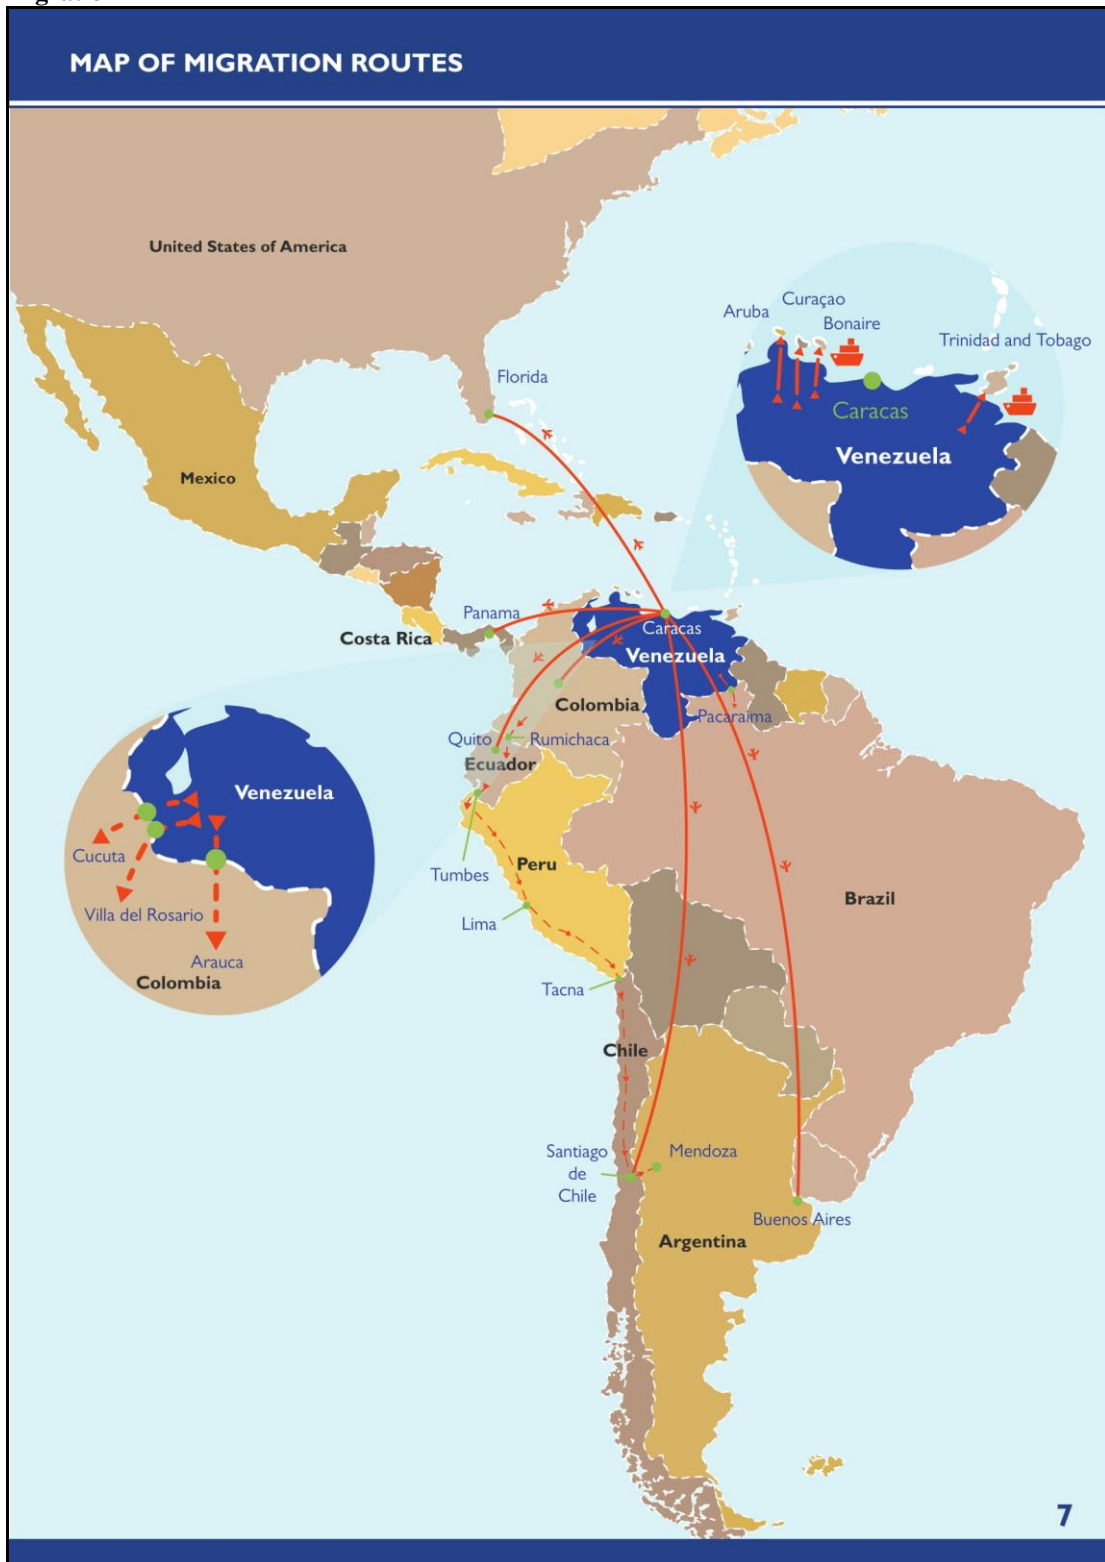 MAP OF MIGRATION ROUTES
United States of America
Florida
Mexico
Aruba
Curaçao
Bonaire
Trinidad and Tobago
Caracas
Venezuela
Panama
Costa Rica
Caracas
Venezuela
Colombia
Pacaraima
Quito
Rumichaca
Ecuador
Venezuela
Cucuta
Villa del Rosario
Arauca
Colombia
Tumbes
Peru
Lima
Brazil
Tacna
Chile
Santiago
de
Chile
Mendoza
Buenos Aires
Argentina
7